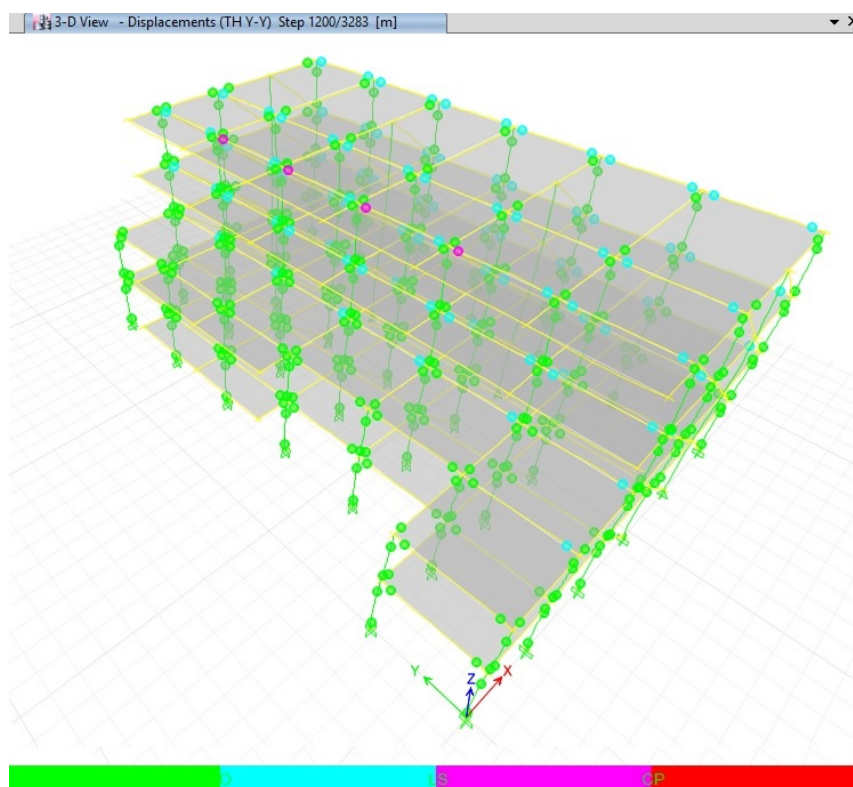 3-D View - Displacements (TH Y-Y) Step 1200/3283 [m]
Y
Z
X
IO
LS
CP